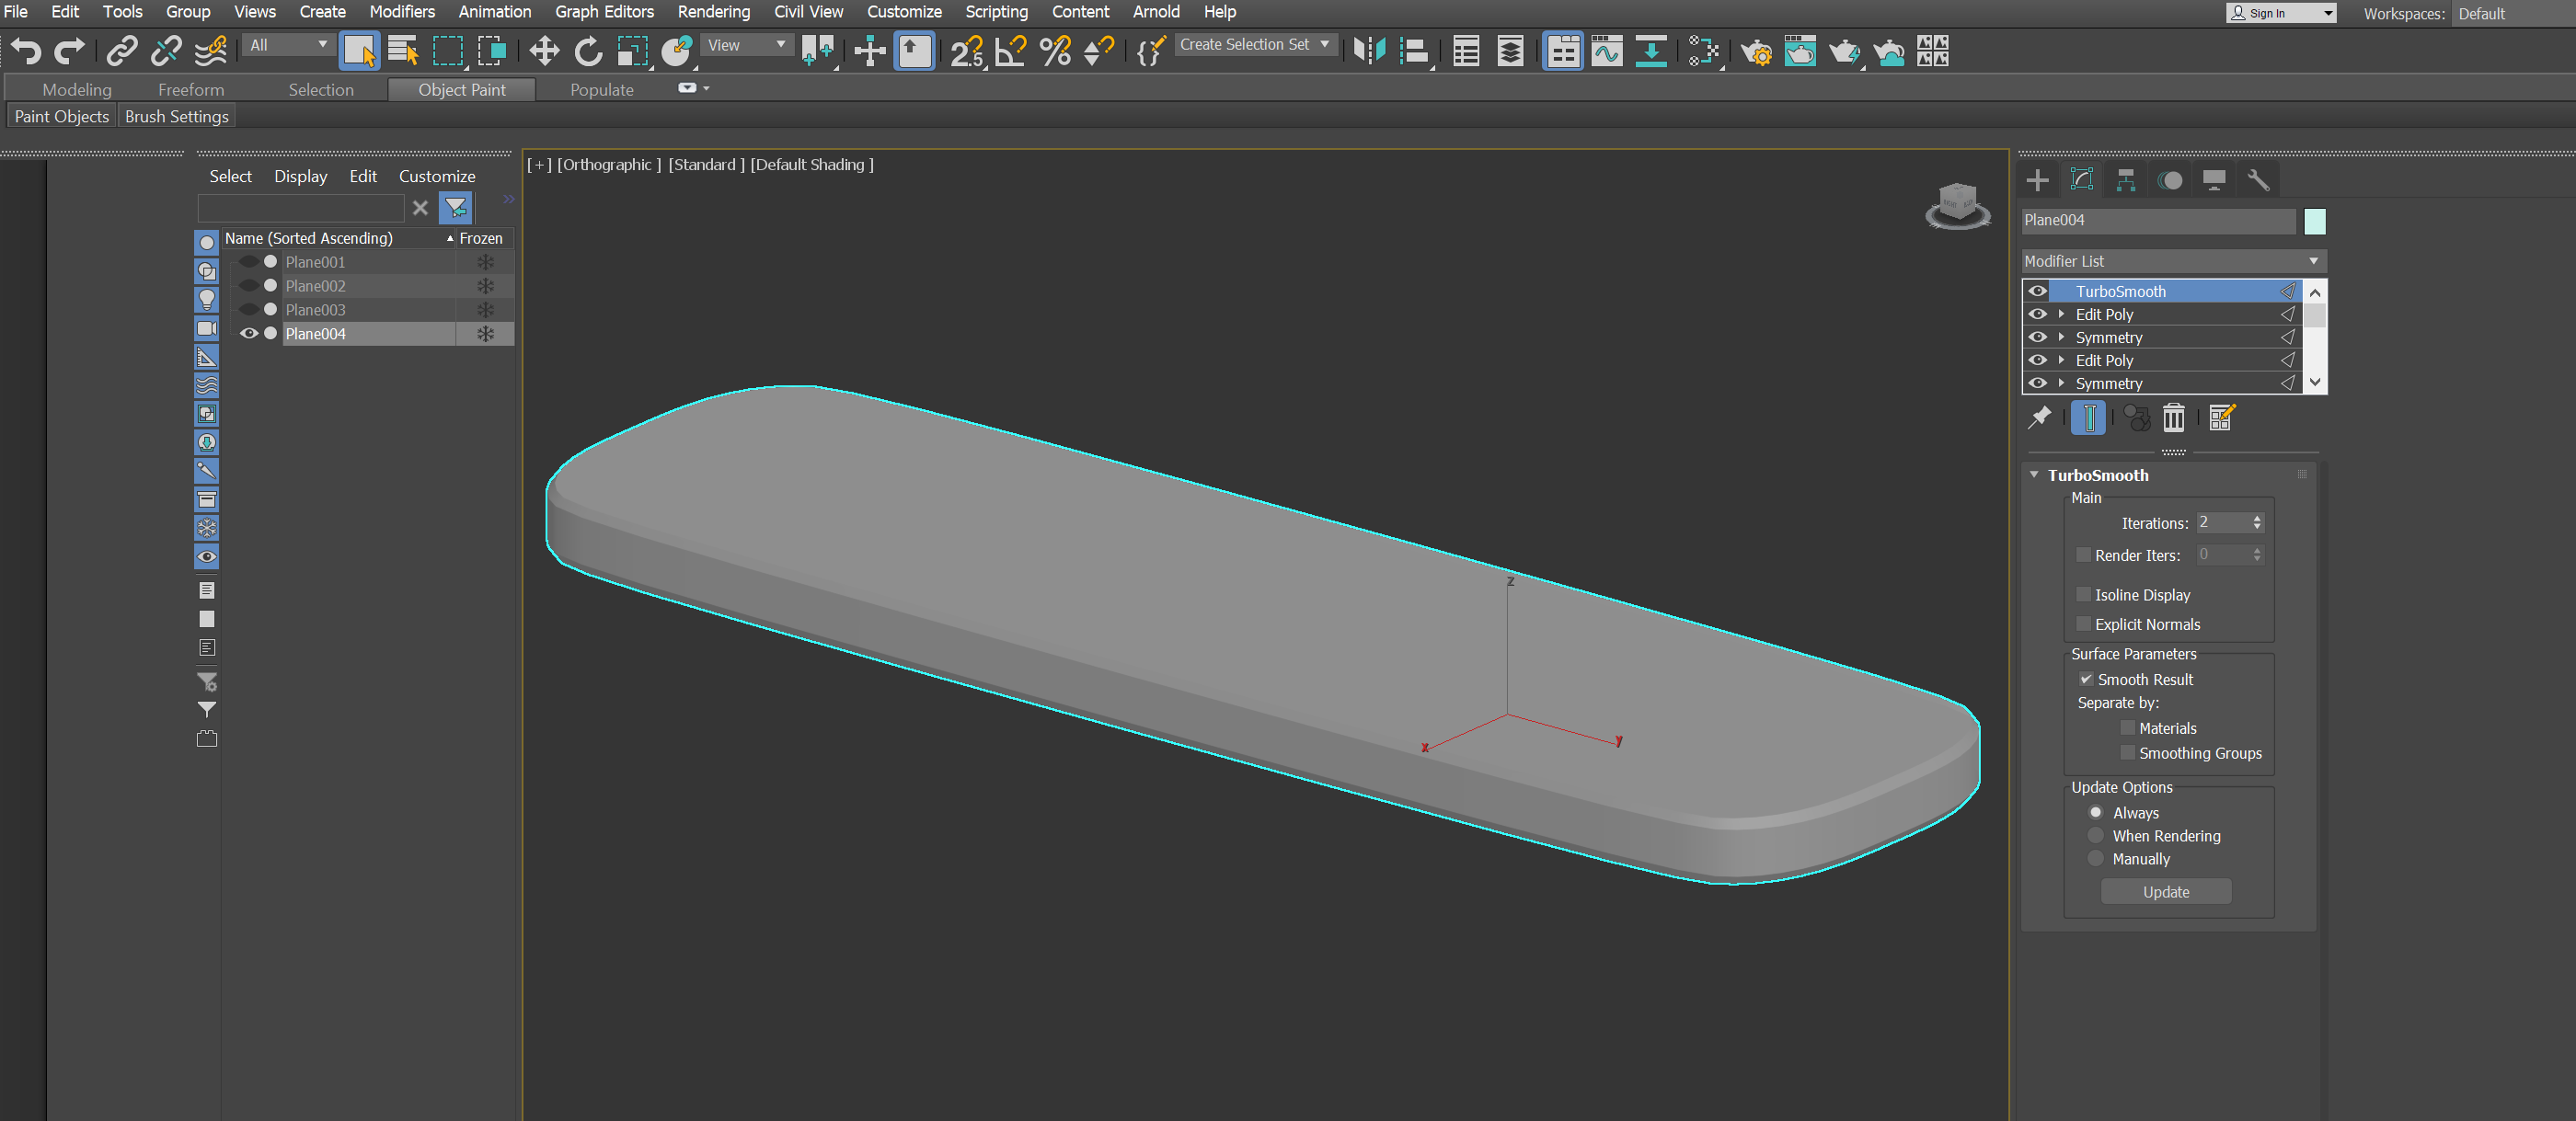 File Edit Tools Group Views Create Modifiers Animation Graph Editors Rendering Civil View Customize Scripting Content Arnold Help
Sign In
Workspaces: Default
All
View
2.5
Create Selection Set
Modeling Freeform Selection Object Paint Populate
Paint Objects Brush Settings
Select Display Edit Customize
Name (Sorted Ascending) Frozen
Plane001
Plane002
Plane003
Plane004
[+] [Orthographic ] [Standard ] [Default Shading ]
z
x
y
Plane004
Modifier List
TurboSmooth
Edit Poly
Symmetry
Edit Poly
Symmetry
TurboSmooth
Main
Iterations: 2
Render Iters: 0
Isoline Display
Explicit Normals
Surface Parameters
Smooth Result
Separate by:
Materials
Smoothing Groups
Update Options
Always
When Rendering
Manually
Update